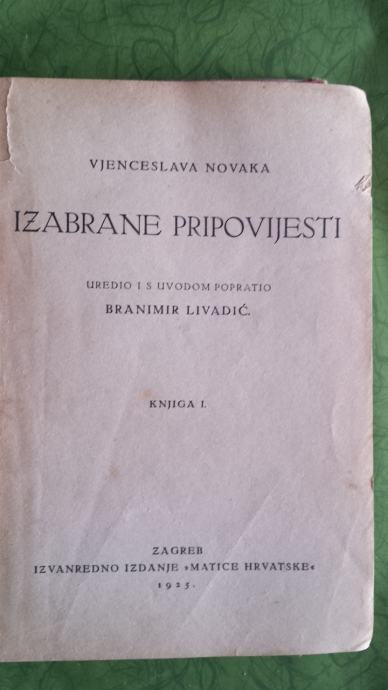 VJENCESLAVA NOVAKA
IZABRANE PRIPOVIJESTI
UREDIO I S UVODOM POPRATIO
BRANIMIR LIVADIĆ.
KNJIGA I.
ZAGREB
IZVANREDNO IZDANJE »MATICE HRVATSKE«
1925.